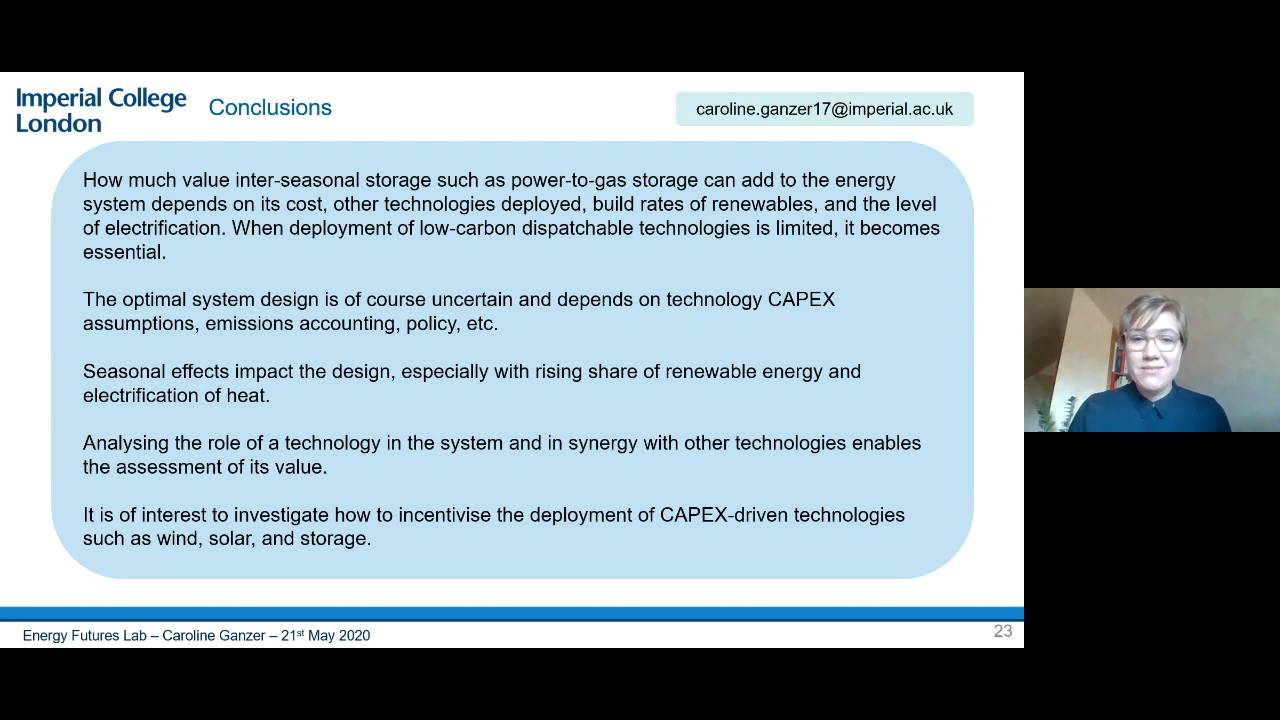 Imperial College
London
Conclusions
caroline.ganzer17@imperial.ac.uk
How much value inter-seasonal storage such as power-to-gas storage can add to the energy
system depends on its cost, other technologies deployed, build rates of renewables, and the level
of electrification. When deployment of low-carbon dispatchable technologies is limited, it becomes
essential.
The optimal system design is of course uncertain and depends on technology CAPEX
assumptions, emissions accounting, policy, etc.
Seasonal effects impact the design, especially with rising share of renewable energy and
electrification of heat.
Analysing the role of a technology in the system and in synergy with other technologies enables
the assessment of its value.
It is of interest to investigate how to incentivise the deployment of CAPEX-driven technologies
such as wind, solar, and storage.
Energy Futures Lab – Caroline Ganzer – 21st May 2020
23